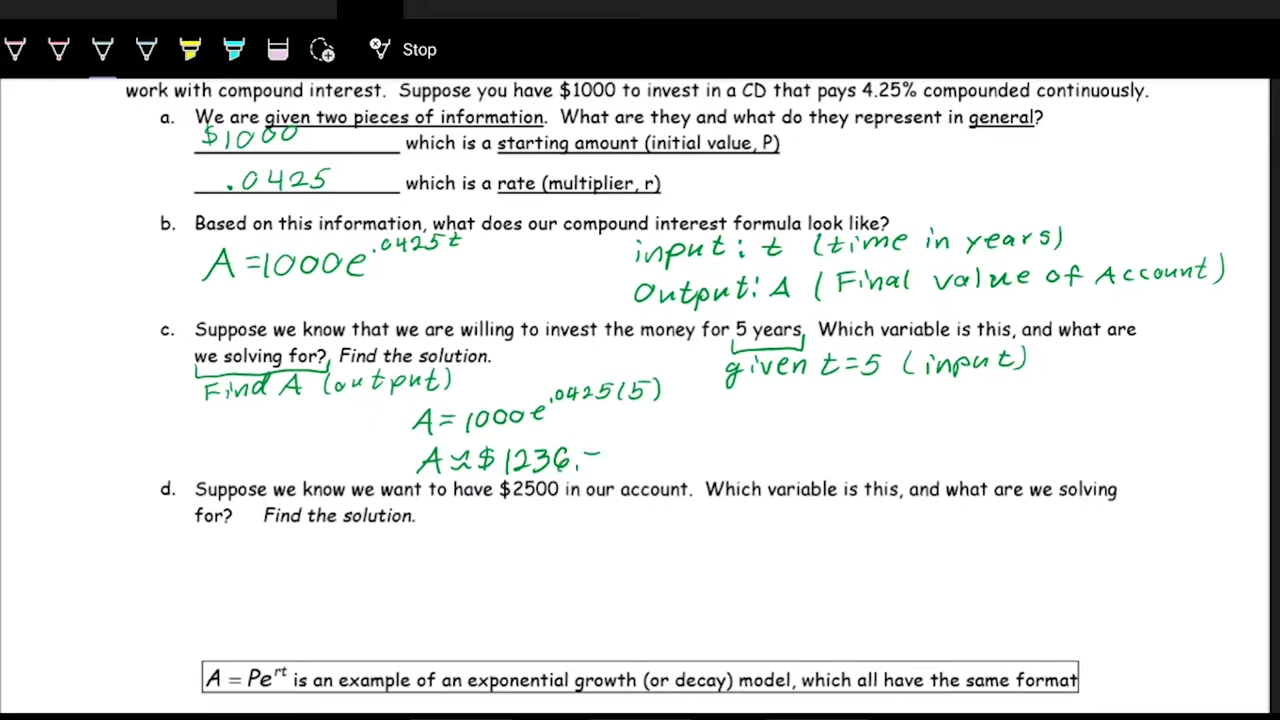 Stop
work with compound interest. Suppose you have $1000 to invest in a CD that pays 4.25% compounded continuously.
a. We are given two pieces of information. What are they and what do they represent in general?
$1000 which is a starting amount (initial value, P)
.0425 which is a rate (multiplier, r)
b. Based on this information, what does our compound interest formula look like?
A=1000e^.0425t
input: t (time in years)
Output: A (Final value of Account)
c. Suppose we know that we are willing to invest the money for 5 years. Which variable is this, and what are
we solving for? Find the solution.
given t=5 (input)
Find A (output)
A=1000e^.0425(5)
A≈$1236.
d. Suppose we know we want to have $2500 in our account. Which variable is this, and what are we solving
for? Find the solution.
A = Pe^rt is an example of an exponential growth (or decay) model, which all have the same format